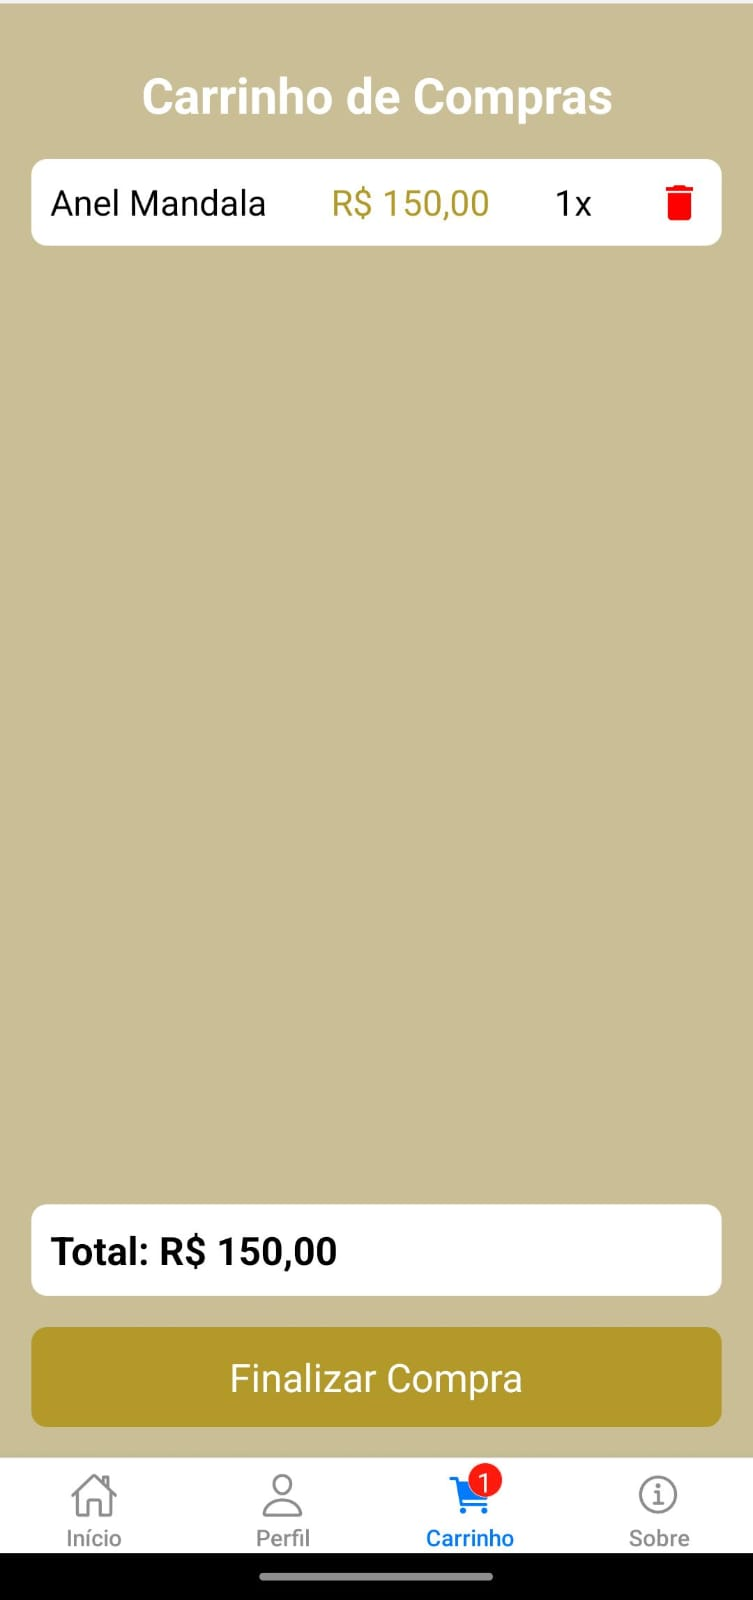 Carrinho de Compras
Anel Mandala R$ 150,00 1x
Total: R$ 150,00
Finalizar Compra
1
Início Perfil Carrinho Sobre